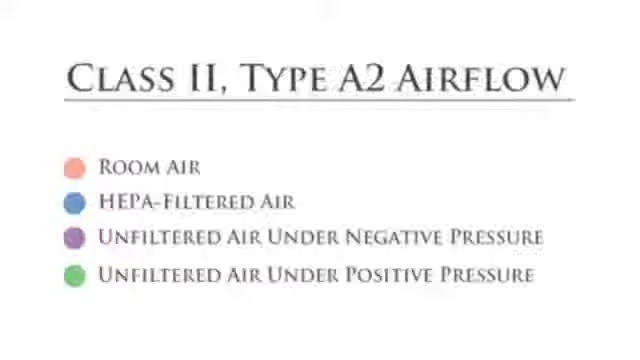 Class II, Type A2 Airflow
Room Air
HEPA-Filtered Air
Unfiltered Air Under Negative Pressure
Unfiltered Air Under Positive Pressure